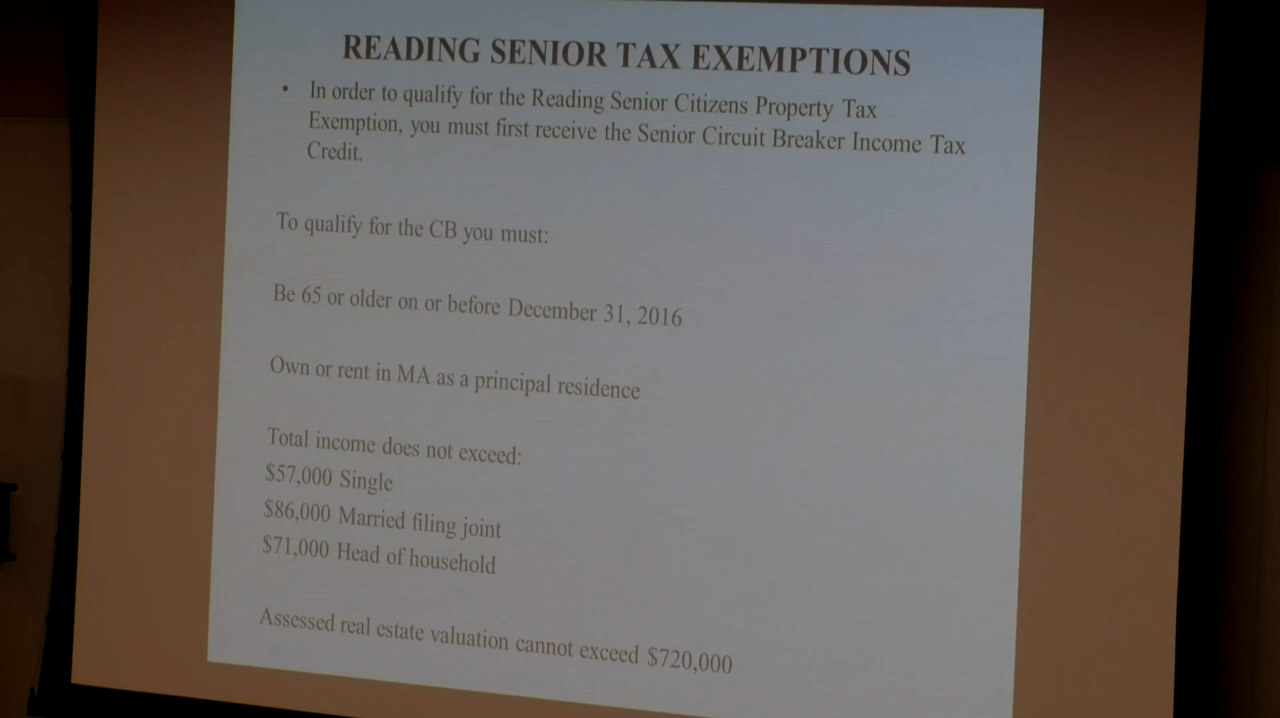 READING SENIOR TAX EXEMPTIONS
• In order to qualify for the Reading Senior Citizens Property Tax
Exemption, you must first receive the Senior Circuit Breaker Income Tax
Credit.
To qualify for the CB you must:
Be 65 or older on or before December 31, 2016
Own or rent in MA as a principal residence
Total income does not exceed:
$57,000 Single
$86,000 Married filing joint
$71,000 Head of household
Assessed real estate valuation cannot exceed $720,000